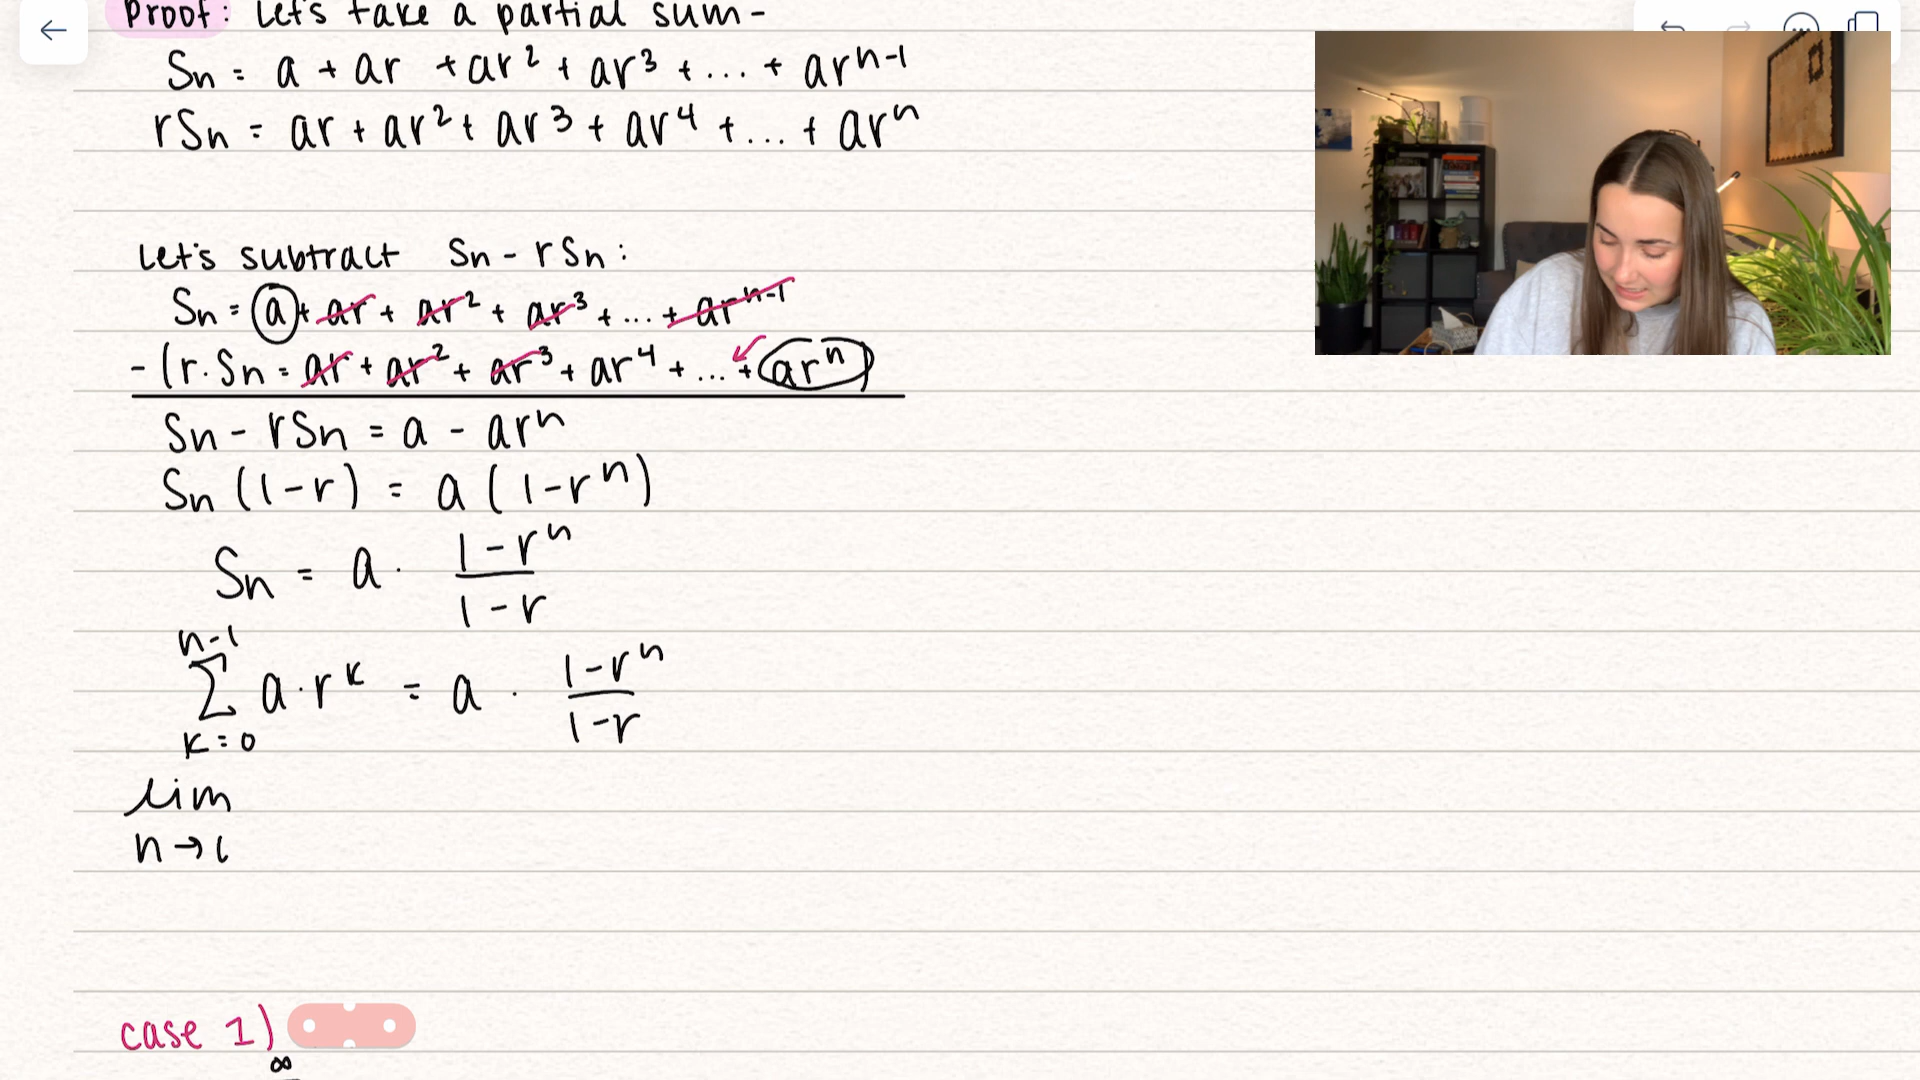 Proof: Let's take a partial sum-
Sn = a + ar + ar² + ar³ + ... + arⁿ⁻¹
rSn = ar + ar² + ar³ + ar⁴ + ... + arⁿ
Let's subtract Sn - rSn:
Sn = a + ar + ar² + ar³ + ... + arⁿ⁻¹
- (r·Sn = ar + ar² + ar³ + ar⁴ + ... + arⁿ)
Sn - rSn = a - arⁿ
Sn (1-r) = a (1-rⁿ)
Sn = a · (1-rⁿ)/(1-r)
n-1
∑ a·rᵏ = a · (1-rⁿ)/(1-r)
k=0
lim
n→
case 1)
∞